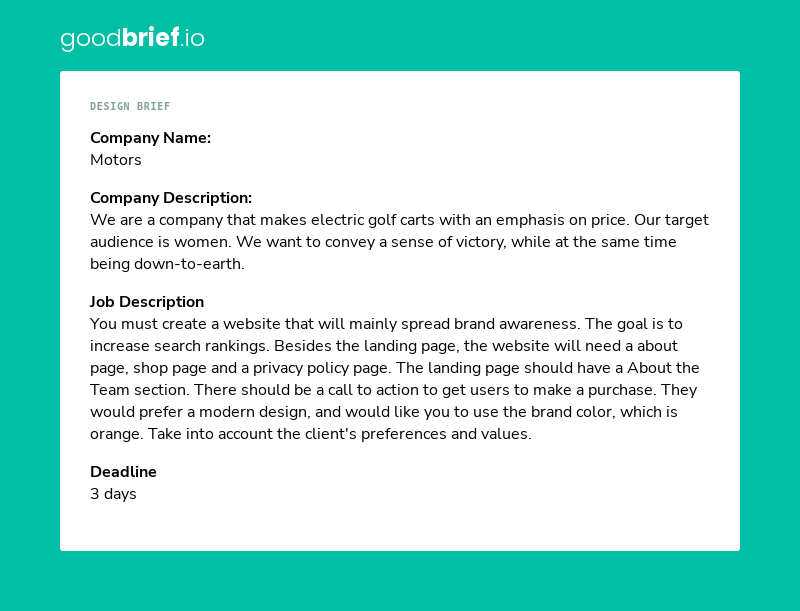 goodbrief.io
DESIGN BRIEF
Company Name:
Motors
Company Description:
We are a company that makes electric golf carts with an emphasis on price. Our target
audience is women. We want to convey a sense of victory, while at the same time
being down-to-earth.
Job Description
You must create a website that will mainly spread brand awareness. The goal is to
increase search rankings. Besides the landing page, the website will need a about
page, shop page and a privacy policy page. The landing page should have a About the
Team section. There should be a call to action to get users to make a purchase. They
would prefer a modern design, and would like you to use the brand color, which is
orange. Take into account the client's preferences and values.
Deadline
3 days